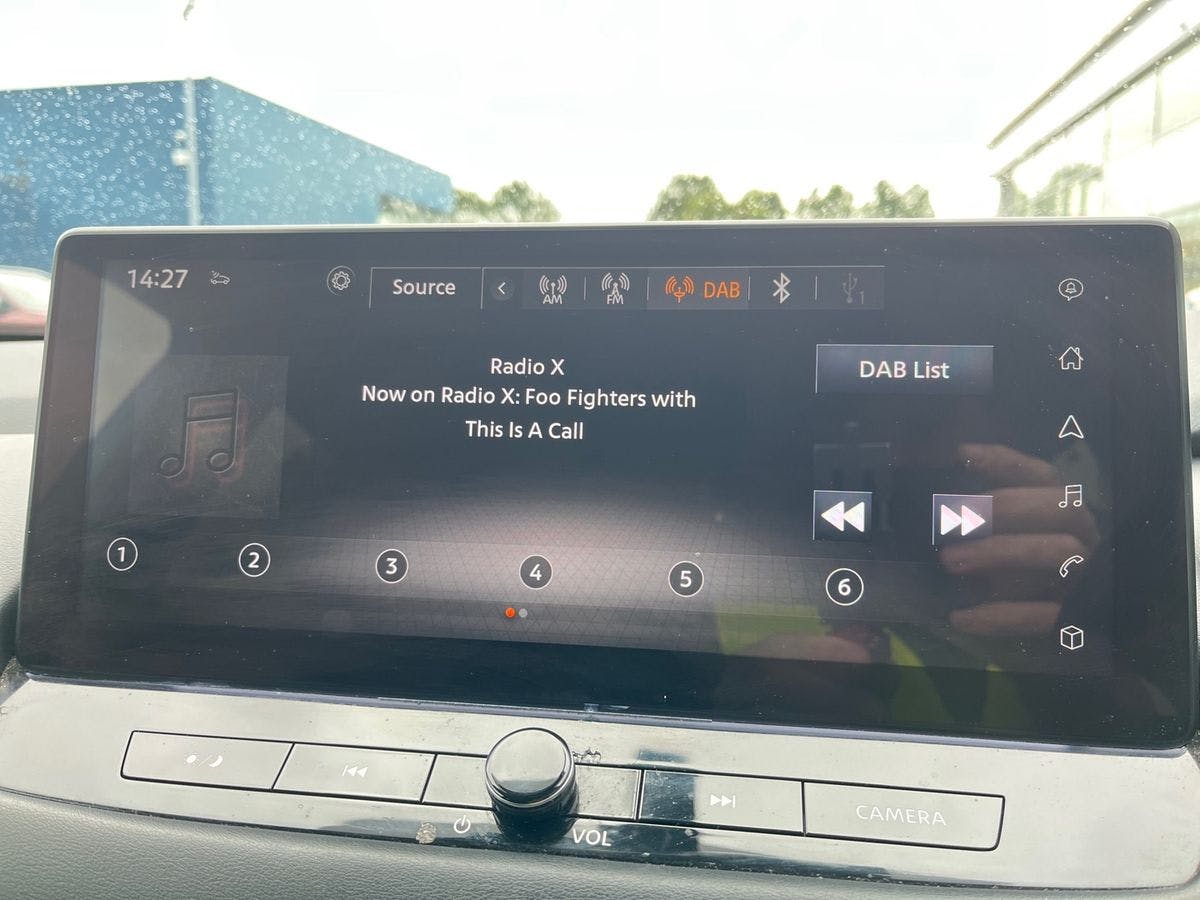 14:27
Source
AM
FM
DAB
1
Radio X
DAB List
Now on Radio X: Foo Fighters with
This Is A Call
1
2
3
4
5
6
VOL
CAMERA